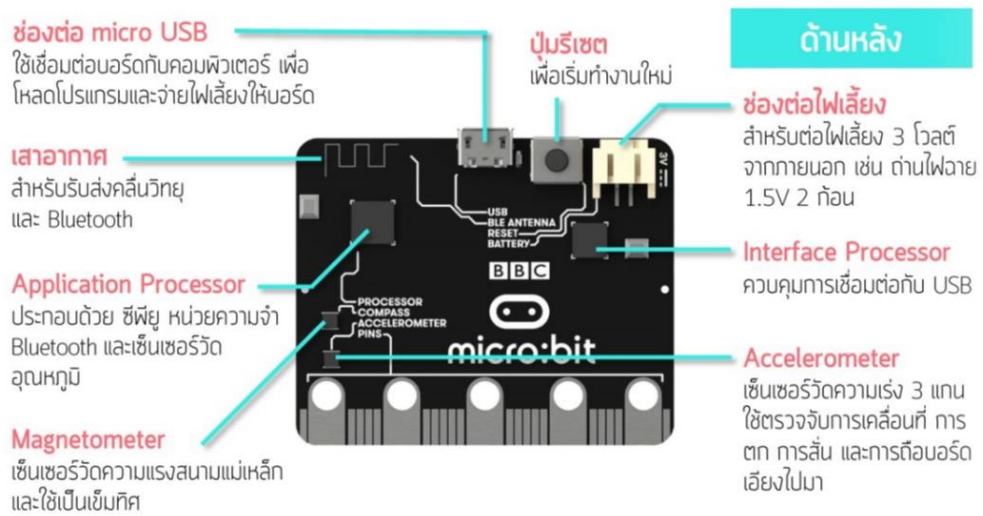 ช่องต่อ micro USB
ใช้เชื่อมต่อบอร์ดกับคอมพิวเตอร์ เพื่อ
โหลดโปรแกรมและจ่ายไฟเลี้ยงให้บอร์ด
เสาอากาศ
สำหรับรับส่งคลื่นวิทยุ
และ Bluetooth
Application Processor
ประกอบด้วย ซีพียู หน่วยความจำ
Bluetooth และเซ็นเซอร์วัด
อุณหภูมิ
Magnetometer
เซ็นเซอร์วัดความแรงสนามแม่เหล็ก
และใช้เป็นเข็มทิศ
ปุ่มรีเซต
เพื่อเริ่มทำงานใหม่
3V
USB
BLE ANTENNA
RESET
BATTERY
BBC
PROCESSOR
COMPASS
ACCELEROMETER
PINS
micro:bit
ด้านหลัง
ช่องต่อไฟเลี้ยง
สำหรับต่อไฟเลี้ยง 3 โวลต์
จากภายนอก เช่น ถ่านไฟฉาย
1.5V 2 ก้อน
Interface Processor
ควบคุมการเชื่อมต่อกับ USB
Accelerometer
เซ็นเซอร์วัดความเร่ง 3 แกน
ใช้ตรวจจับการเคลื่อนที่ การ
ตก การสั่น และการถือบอร์ด
เอียงไปมา